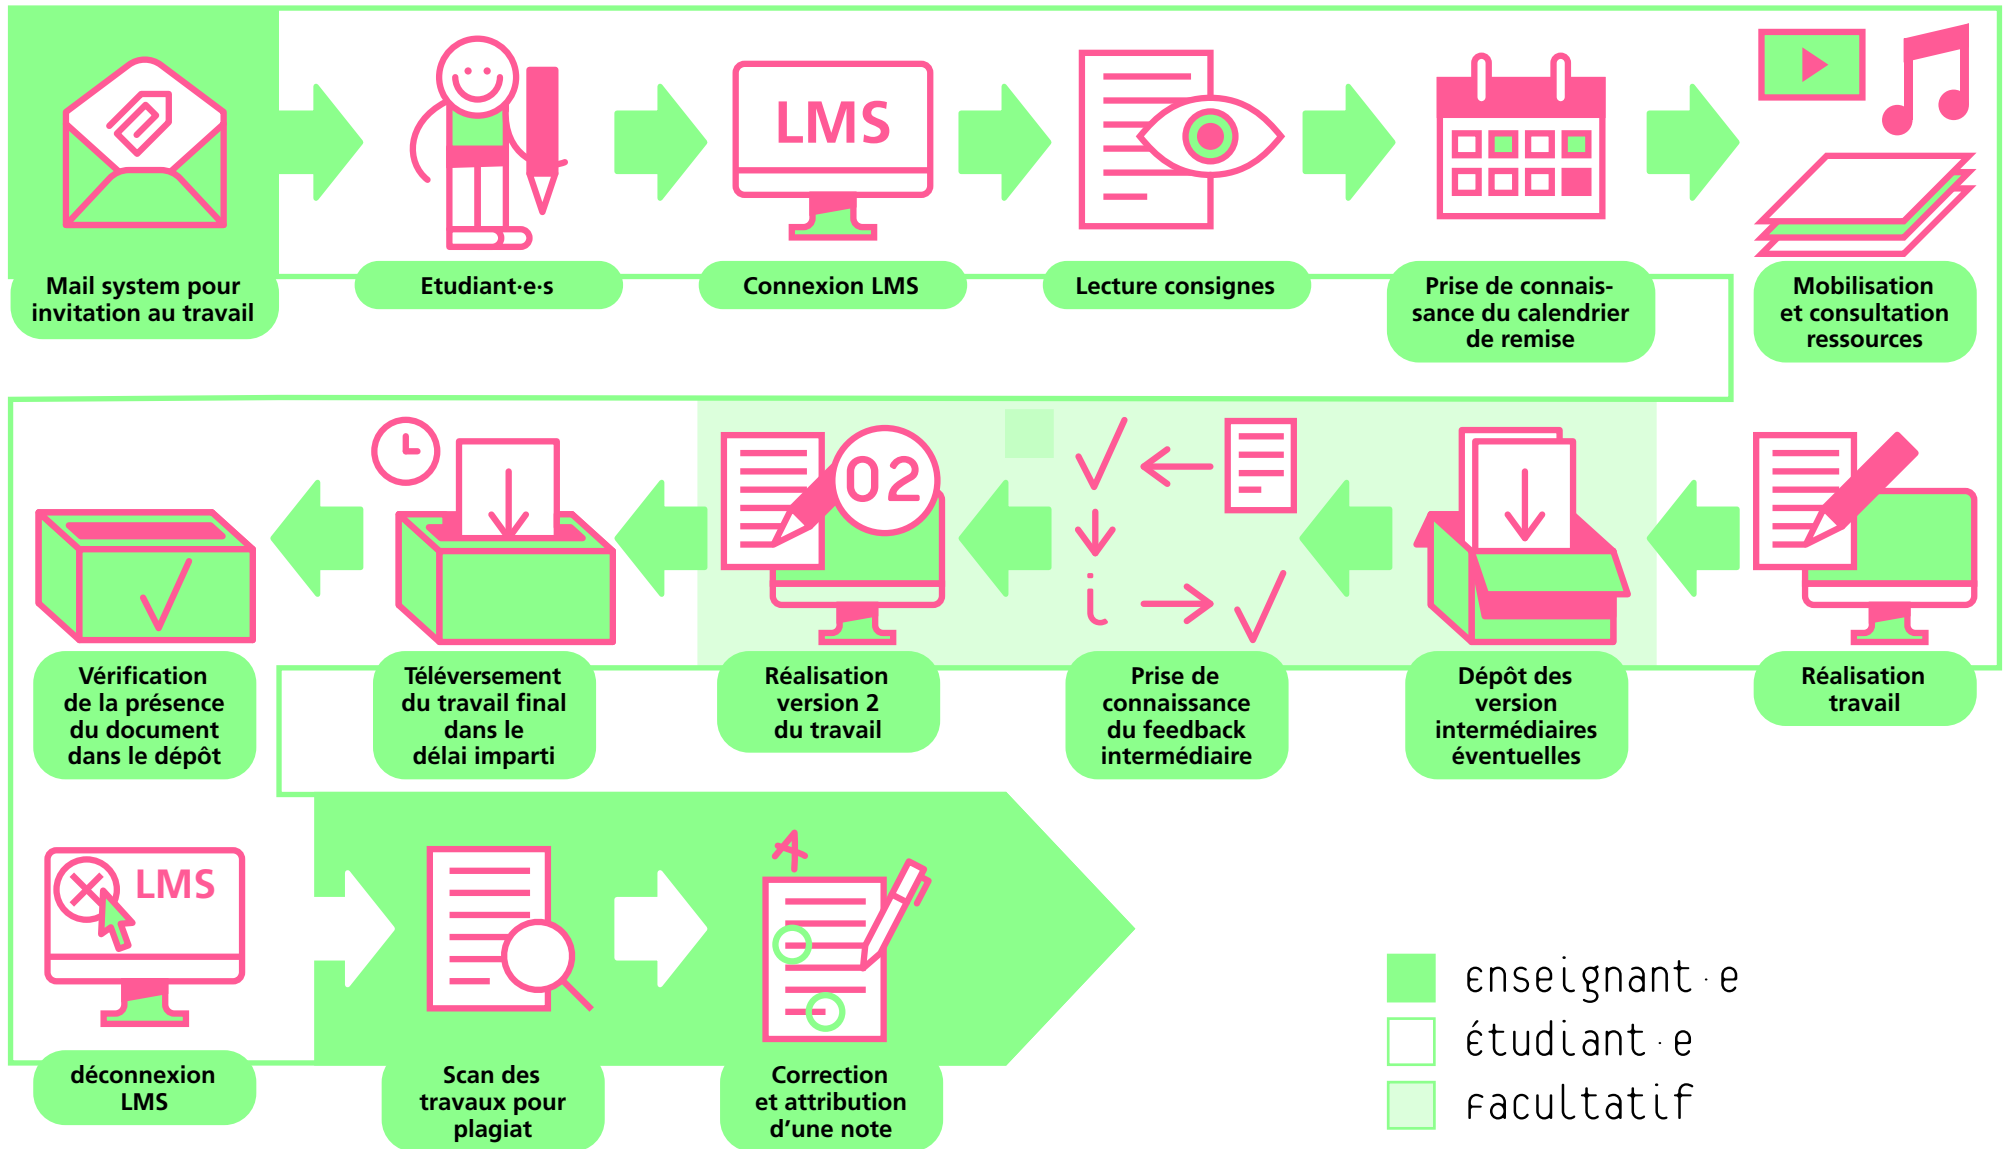 LMS
Mail system pour
invitation au travail
Etudiant·e·s
Connexion LMS
Lecture consignes
Prise de connais-
sance du calendrier
de remise
Mobilisation
et consultation
ressources
02
Vérification
de la présence
du document
dans le dépôt
Téléversement
du travail final
dans le
délai imparti
Réalisation
version 2
du travail
Prise de
connaissance
du feedback
intermédiaire
Dépôt des
version
intermédiaires
éventuelles
Réalisation
travail
i
LMS
A
déconnexion
LMS
Scan des
travaux pour
plagiat
Correction
et attribution
d’une note
enseignant·e
étudiant·e
facultatif